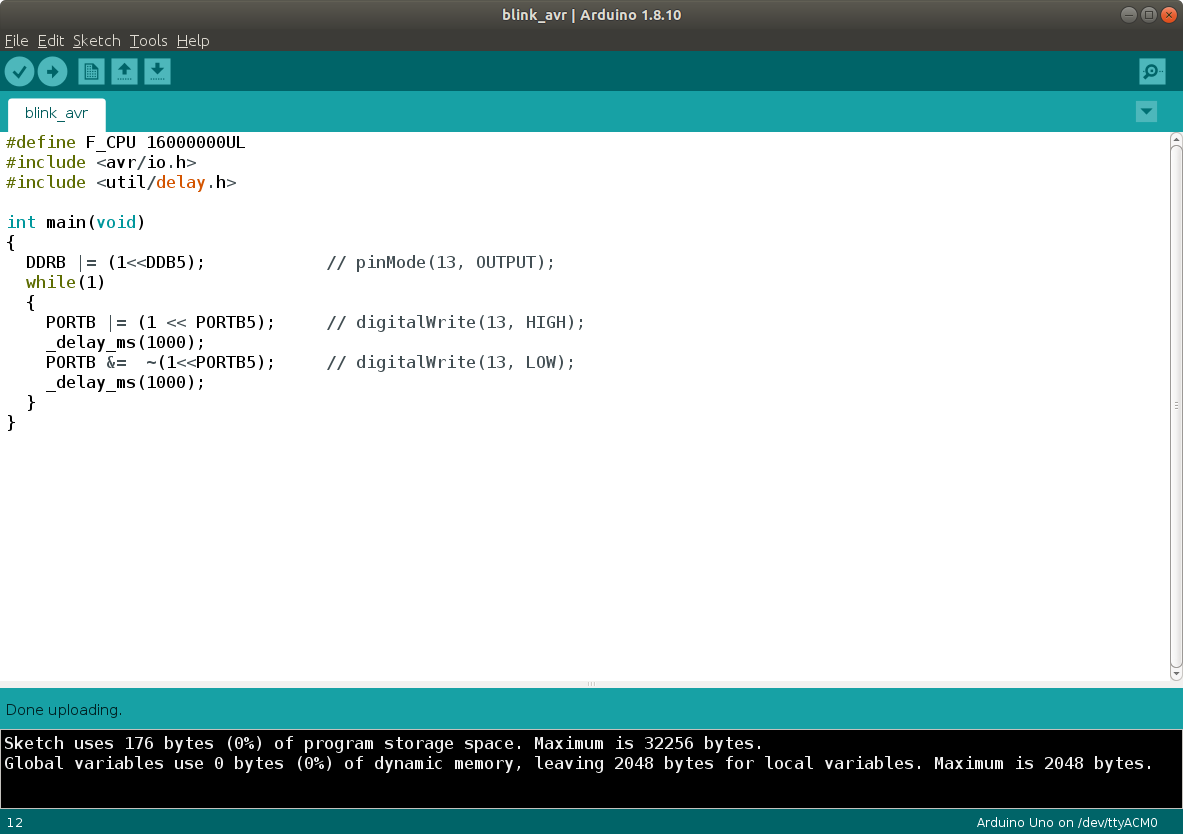 blink_avr | Arduino 1.8.10
File Edit Sketch Tools Help
blink_avr
#define F_CPU 16000000UL
#include <avr/io.h>
#include <util/delay.h>
int main(void)
{
  DDRB |= (1<<DDB5);            // pinMode(13, OUTPUT);
  while(1)
  {
    PORTB |= (1 << PORTB5);     // digitalWrite(13, HIGH);
    _delay_ms(1000);
    PORTB &=  ~(1<<PORTB5);     // digitalWrite(13, LOW);
    _delay_ms(1000);
  }
}
Done uploading.
Sketch uses 176 bytes (0%) of program storage space. Maximum is 32256 bytes.
Global variables use 0 bytes (0%) of dynamic memory, leaving 2048 bytes for local variables. Maximum is 2048 bytes.
12 Arduino Uno on /dev/ttyACM0